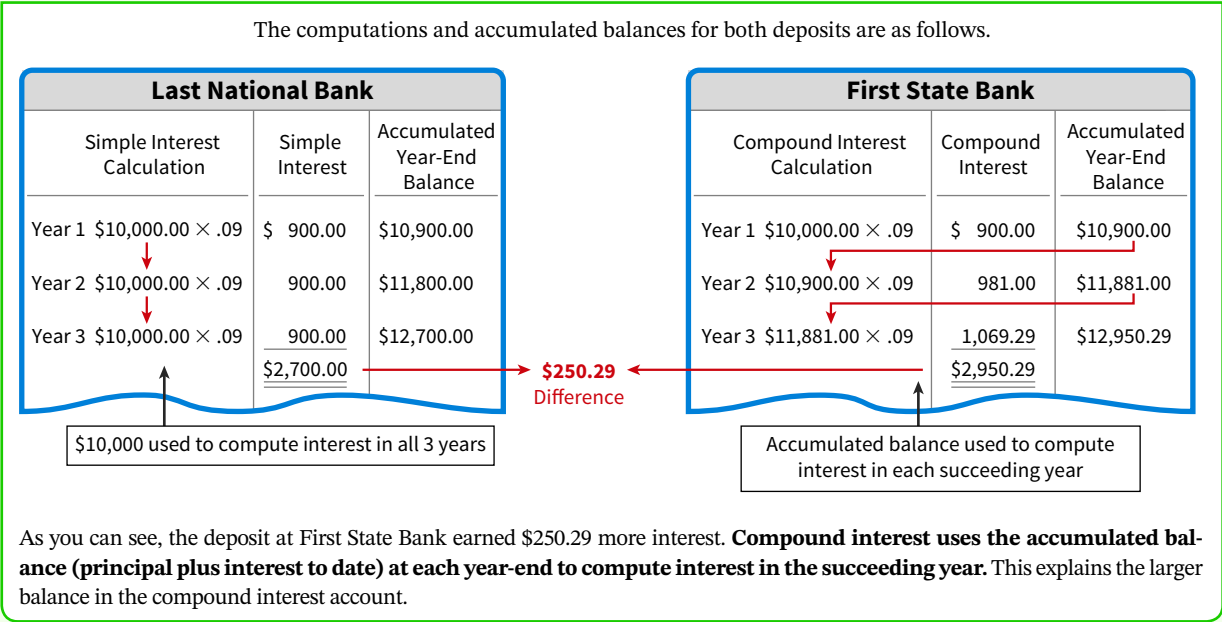 The computations and accumulated balances for both deposits are as follows.
Last National Bank
Simple Interest
Calculation
Simple
Interest
Accumulated
Year-End
Balance
Year 1 $10,000.00 × .09 $ 900.00 $10,900.00
Year 2 $10,000.00 × .09 900.00 $11,800.00
Year 3 $10,000.00 × .09 900.00 $12,700.00
$2,700.00
$10,000 used to compute interest in all 3 years
$250.29
Difference
First State Bank
Compound Interest
Calculation
Compound
Interest
Accumulated
Year-End
Balance
Year 1 $10,000.00 × .09 $ 900.00 $10,900.00
Year 2 $10,900.00 × .09 981.00 $11,881.00
Year 3 $11,881.00 × .09 1,069.29 $12,950.29
$2,950.29
Accumulated balance used to compute
interest in each succeeding year
As you can see, the deposit at First State Bank earned $250.29 more interest. Compound interest uses the accumulated bal-
ance (principal plus interest to date) at each year-end to compute interest in the succeeding year. This explains the larger
balance in the compound interest account.